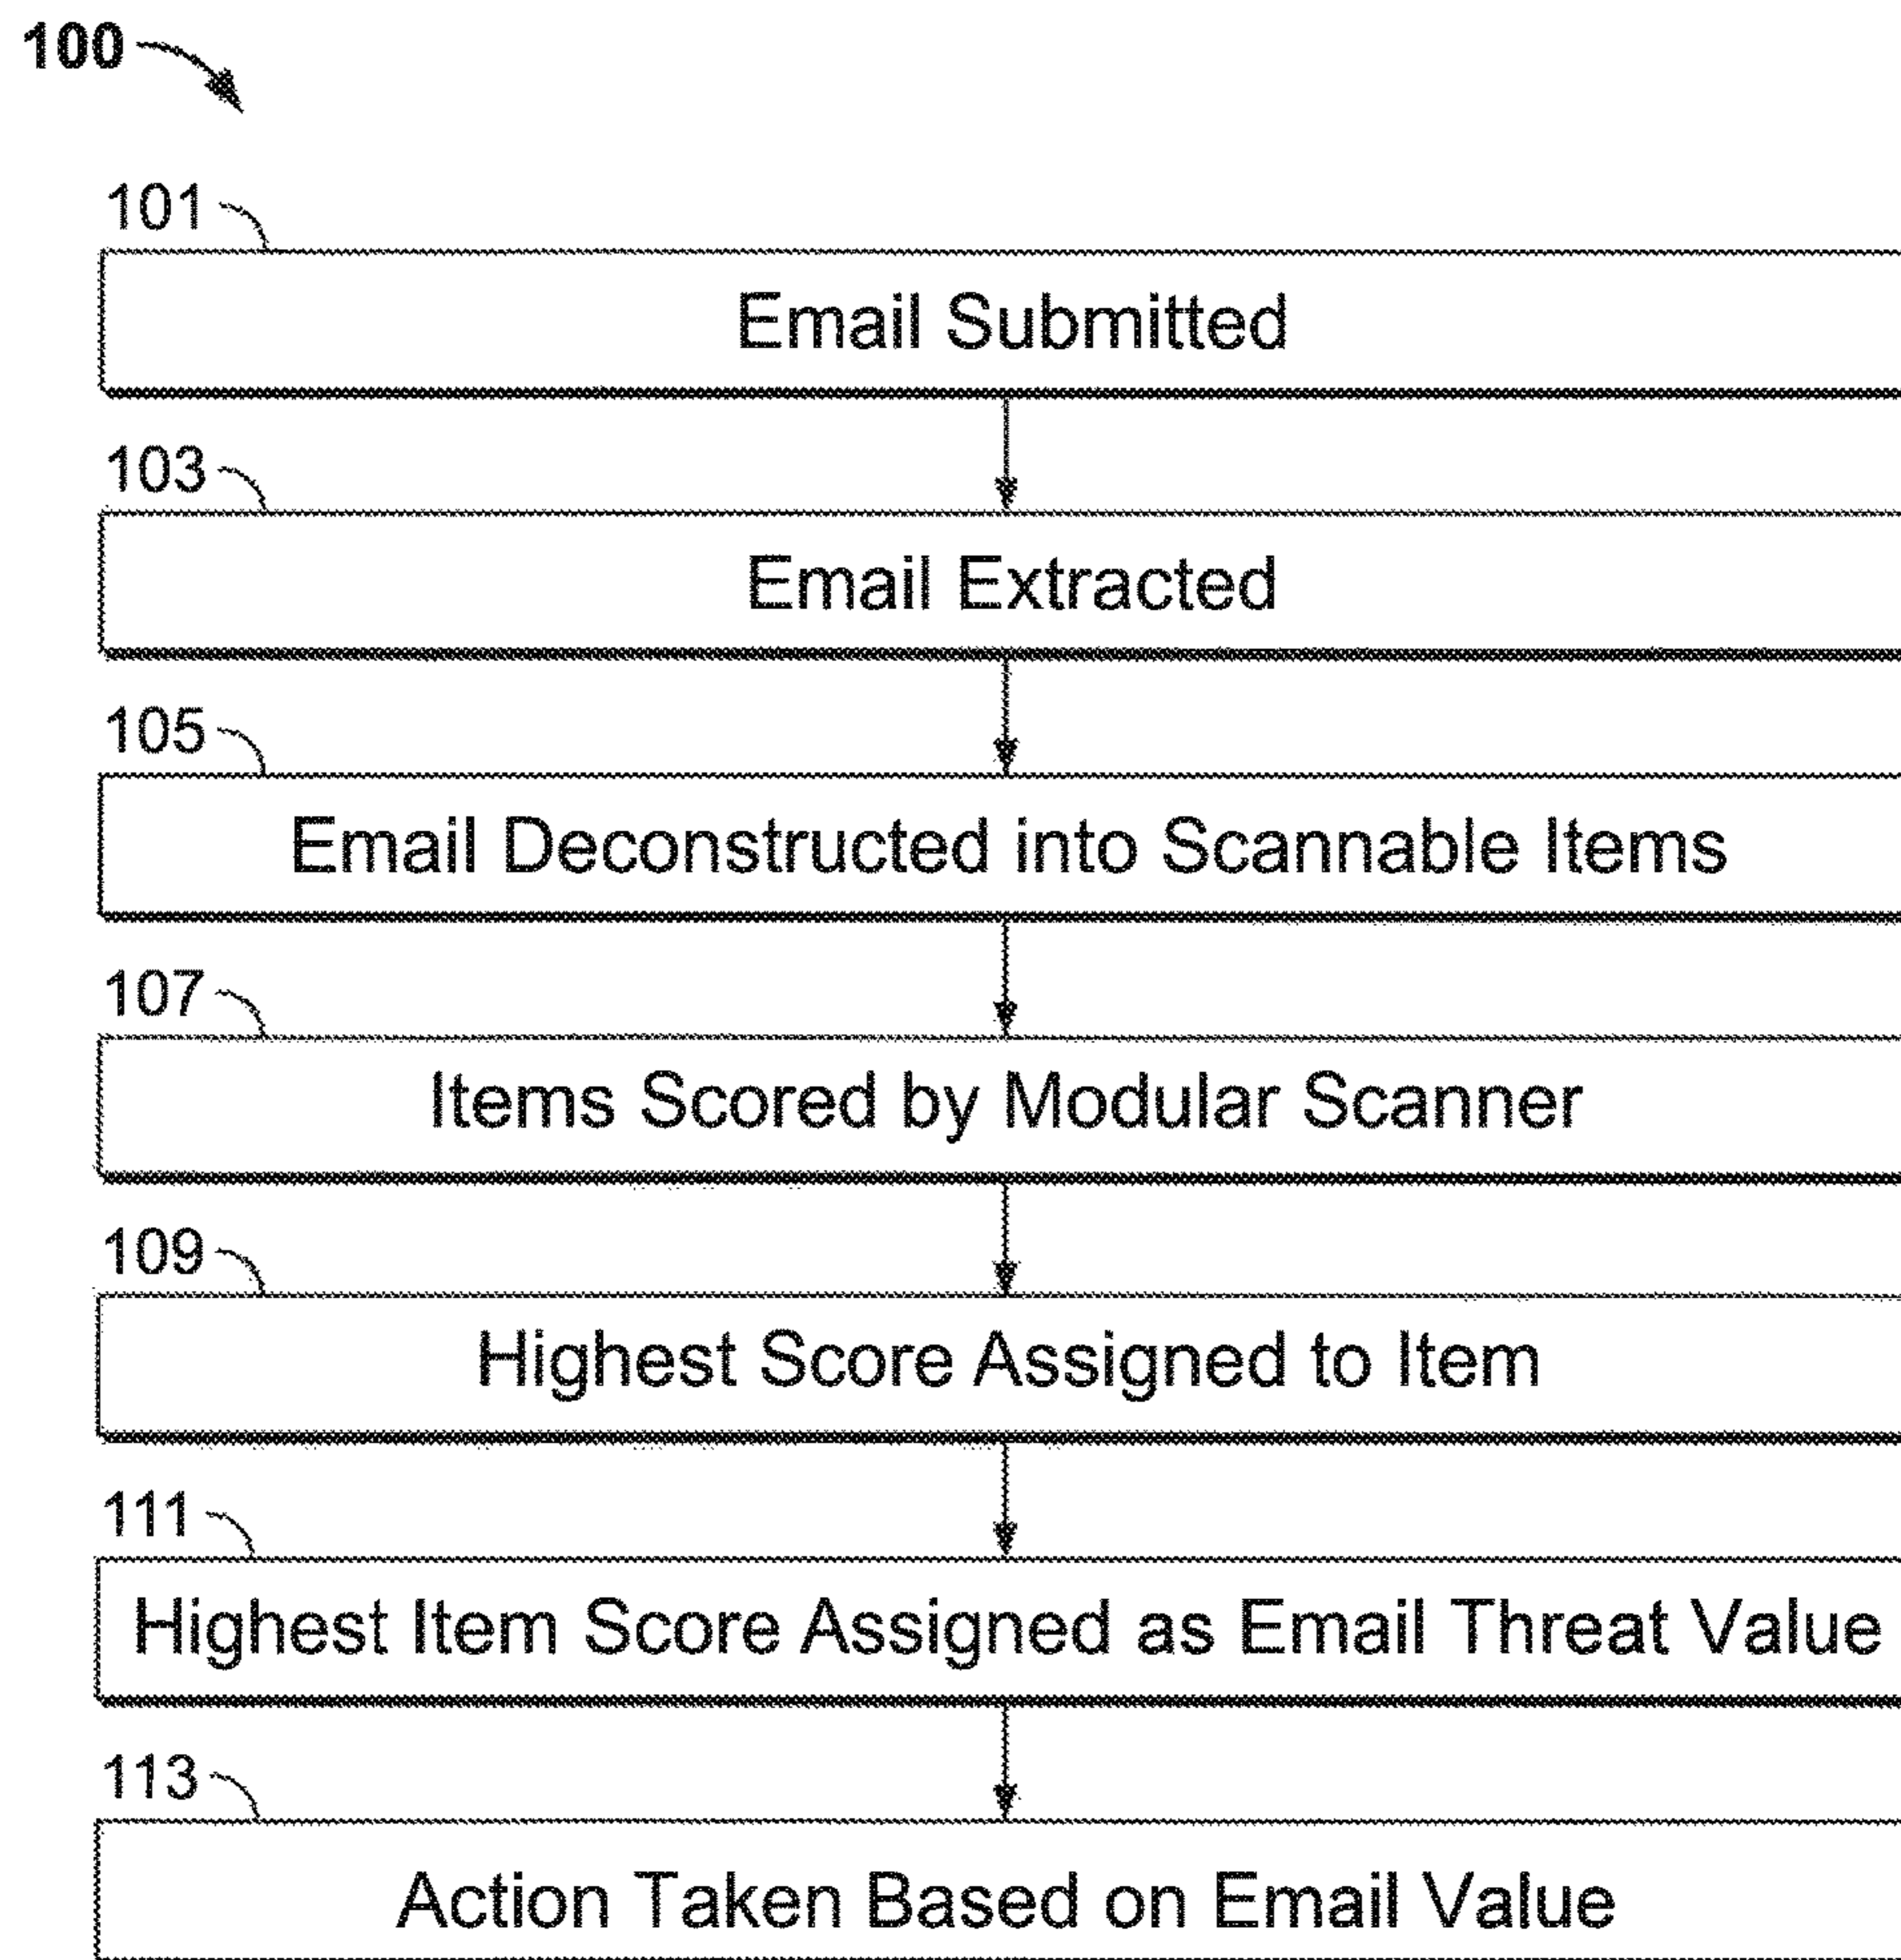 100
101
Email Submitted
103
Email Extracted
105
Email Deconstructed into Scannable Items
107
Items Scored by Modular Scanner
109
Highest Score Assigned to Item
111
Highest Item Score Assigned as Email Threat Value
113
Action Taken Based on Email Value